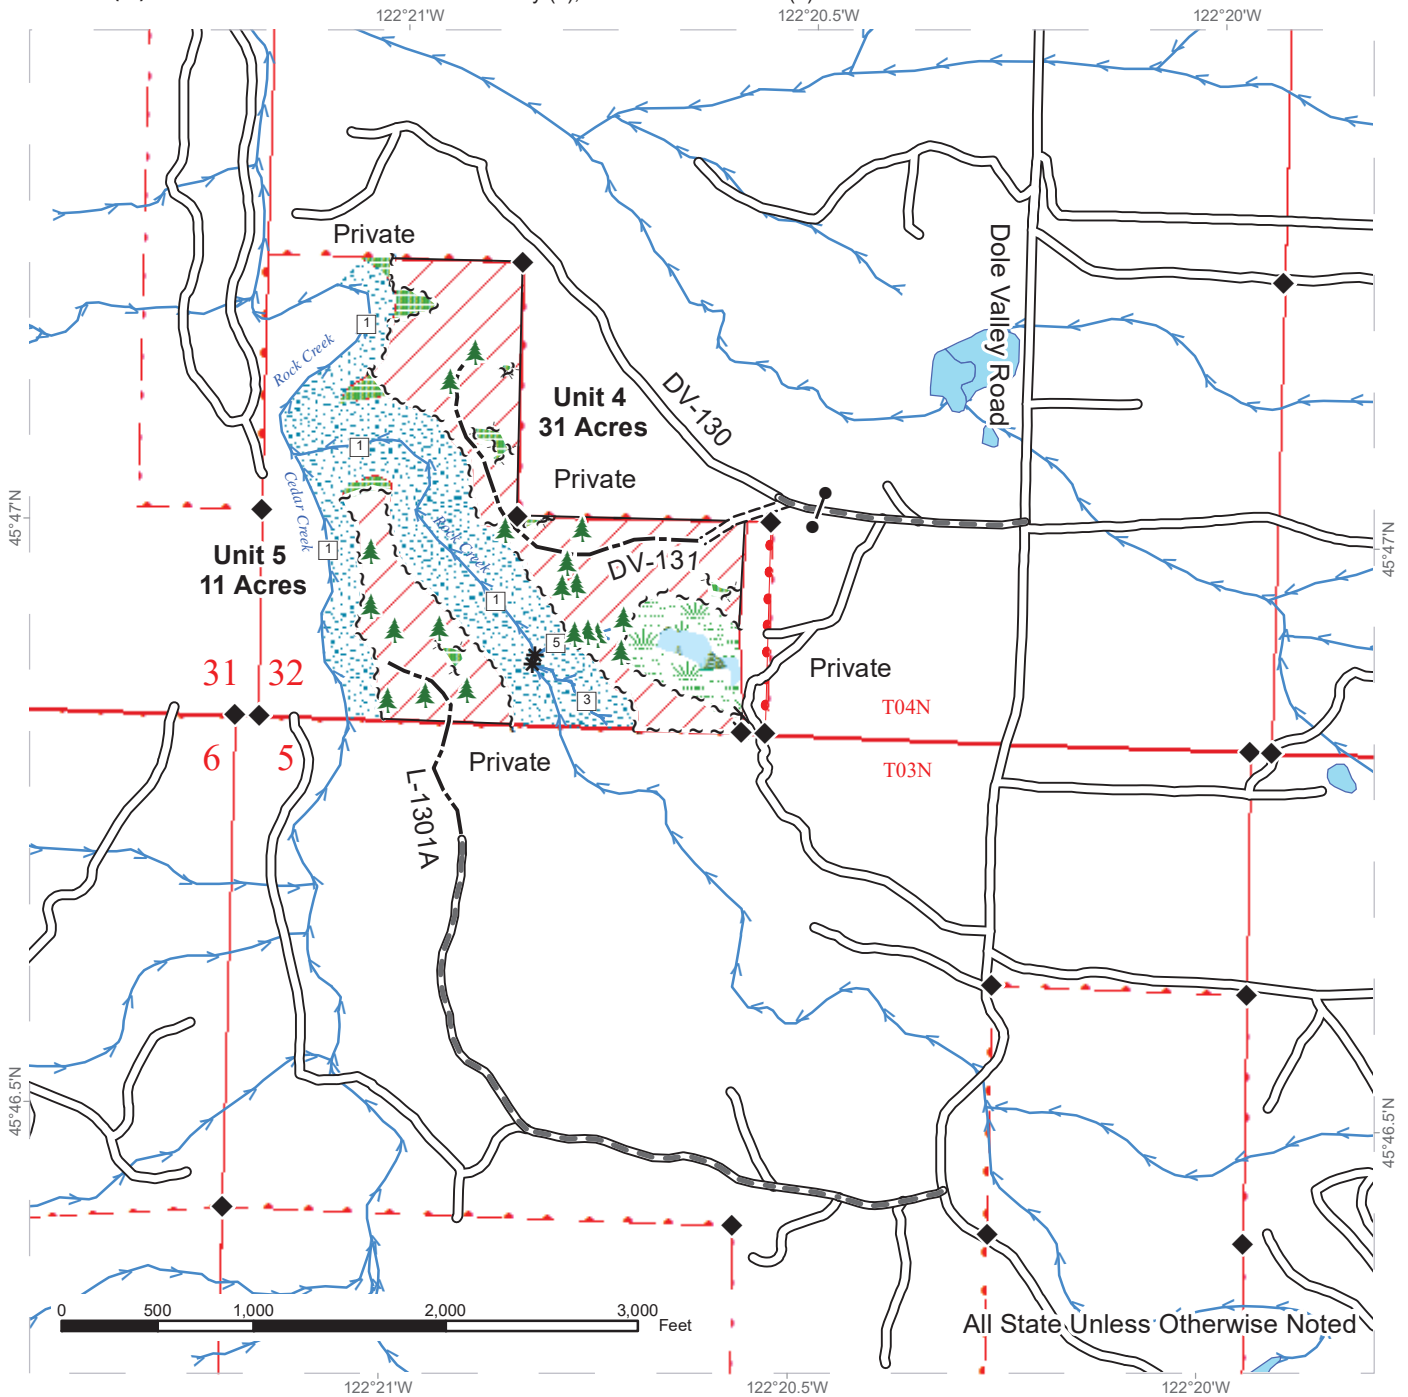 122°21'W
122°20.5'W
122°20'W
Private
Dole Valley Road
Rock Creek
1
Unit 4
31 Acres
DV-130
1
Private
Cedar Creek
45°47'N
Rock Creek
45°47'N
Unit 5
11 Acres
1
DV-131
1
5
31
32
Private
3
T04N
6
5
Private
T03N
L-1301A
45°46.5'N
45°46.5'N
0
500
1,000
2,000
3,000
Feet
All State Unless Otherwise Noted
122°21'W
122°20.5'W
122°20'W